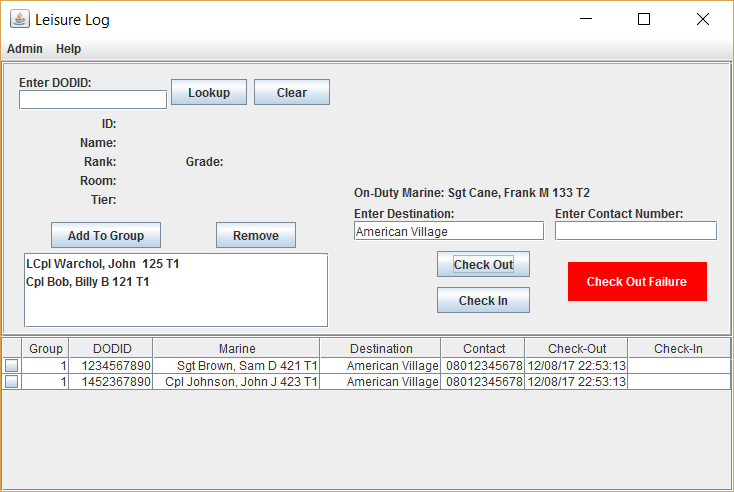 Leisure Log
Admin Help
Enter DODID:
Lookup Clear
ID:
Name:
Rank: Grade:
Room:
Tier:
On-Duty Marine: Sgt Cane, Frank M 133 T2
Enter Destination: Enter Contact Number:
American Village
Add To Group Remove
LCpl Warchol, John  125 T1
Cpl Bob, Billy B 121 T1
Check Out
Check In
Check Out Failure
Group DODID Marine Destination Contact Check-Out Check-In
1 1234567890 Sgt Brown, Sam D 421 T1 American Village 08012345678 12/08/17 22:53:13
1 1452367890 Cpl Johnson, John J 423 T1 American Village 08012345678 12/08/17 22:53:13